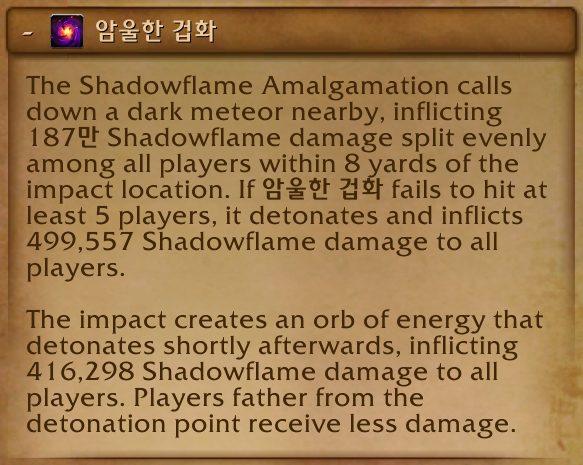 - 암울한 겁화
The Shadowflame Amalgamation calls
down a dark meteor nearby, inflicting
187만 Shadowflame damage split evenly
among all players within 8 yards of the
impact location. If 암울한 겁화 fails to hit at
least 5 players, it detonates and inflicts
499,557 Shadowflame damage to all
players.
The impact creates an orb of energy that
detonates shortly afterwards, inflicting
416,298 Shadowflame damage to all
players. Players father from the
detonation point receive less damage.